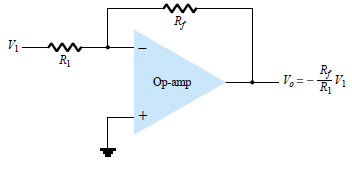 R_f
V_1
R_1
−
Op-amp
+
V_o = − R_f/R_1 V_1